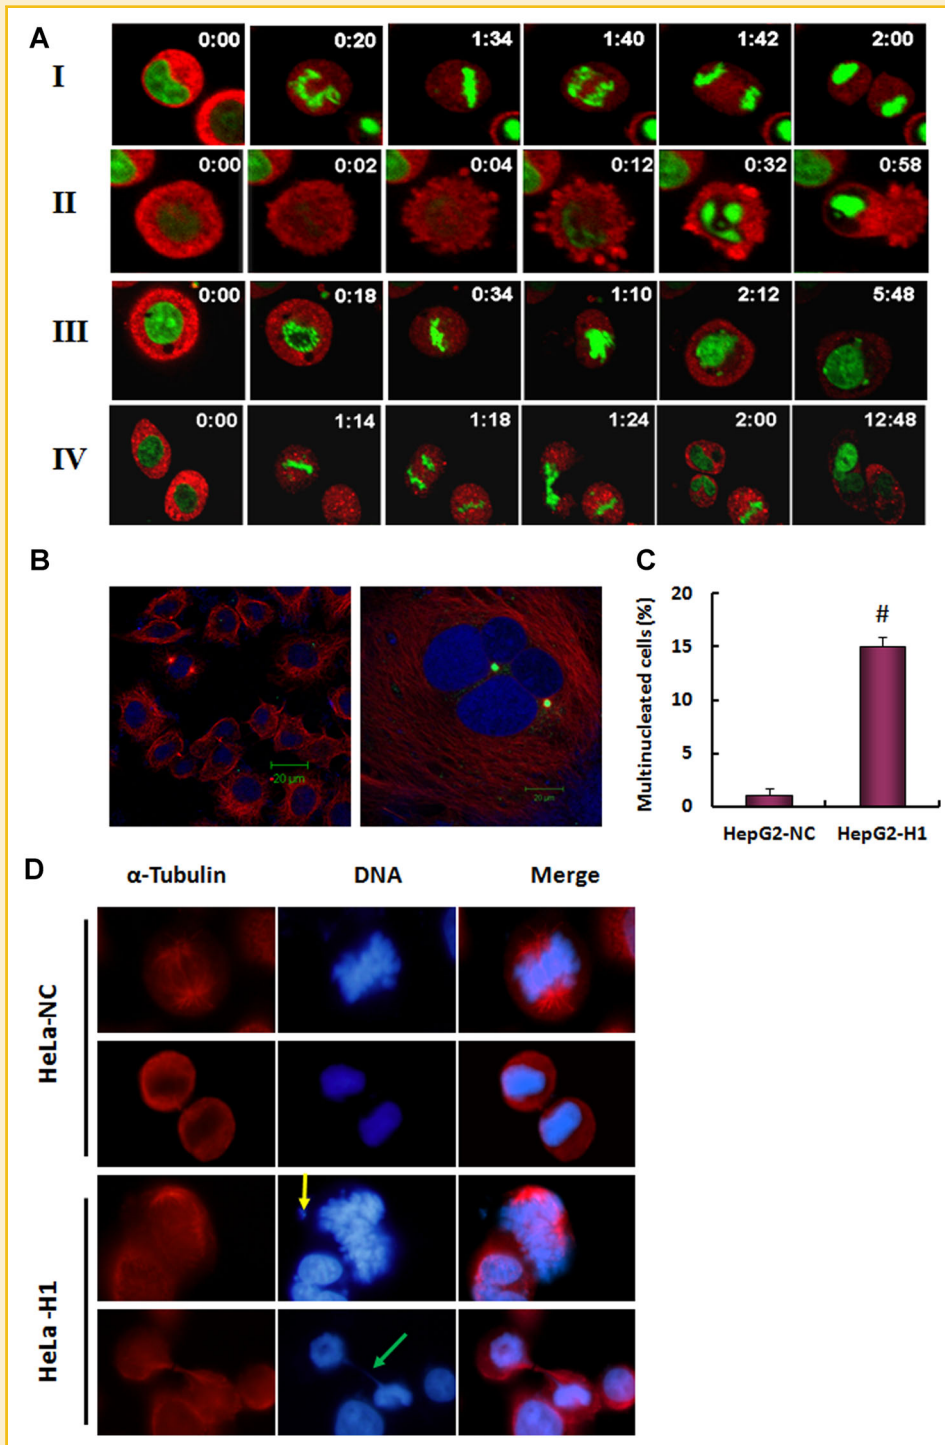 A
I
0:00 0:20 1:34 1:40 1:42 2:00
II
0:00 0:02 0:04 0:12 0:32 0:58
III
0:00 0:18 0:34 1:10 2:12 5:48
IV
0:00 1:14 1:18 1:24 2:00 12:48
B
20 μm
20 μm
C
Multinucleated cells (%)
20
15
10
5
0
#
HepG2-NC HepG2-H1
D
α-Tubulin DNA Merge
HeLa-NC
HeLa -H1